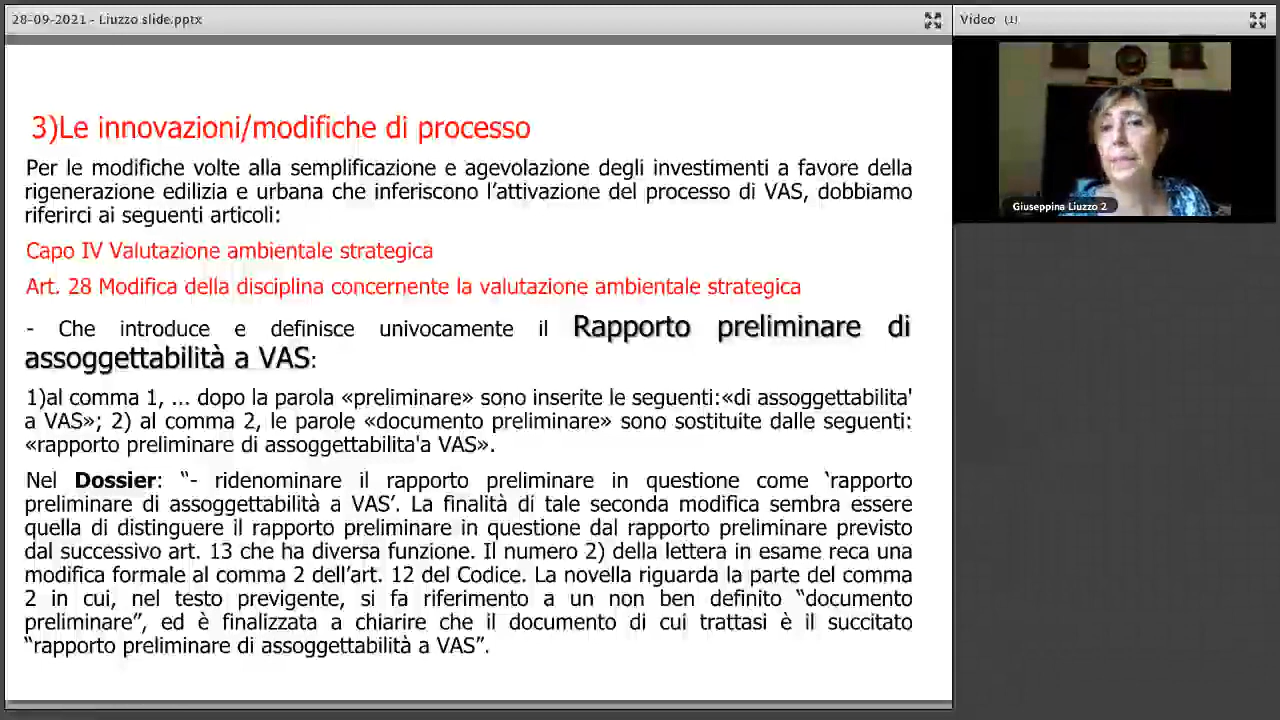 28-09-2021 - Liuzzo slide.pptx
Video (1)
3)Le innovazioni/modifiche di processo
Per le modifiche volte alla semplificazione e agevolazione degli investimenti a favore della
rigenerazione edilizia e urbana che inferiscono l'attivazione del processo di VAS, dobbiamo
riferirci ai seguenti articoli:
Capo IV Valutazione ambientale strategica
Art. 28 Modifica della disciplina concernente la valutazione ambientale strategica
- Che introduce e definisce univocamente il Rapporto preliminare di
assoggettabilità a VAS:
1)al comma 1, ... dopo la parola «preliminare» sono inserite le seguenti:«di assoggettabilita'
a VAS»; 2) al comma 2, le parole «documento preliminare» sono sostituite dalle seguenti:
«rapporto preliminare di assoggettabilita'a VAS».
Nel Dossier: “- ridenominare il rapporto preliminare in questione come ‘rapporto
preliminare di assoggettabilità a VAS’. La finalità di tale seconda modifica sembra essere
quella di distinguere il rapporto preliminare in questione dal rapporto preliminare previsto
dal successivo art. 13 che ha diversa funzione. Il numero 2) della lettera in esame reca una
modifica formale al comma 2 dell’art. 12 del Codice. La novella riguarda la parte del comma
2 in cui, nel testo previgente, si fa riferimento a un non ben definito “documento
preliminare”, ed è finalizzata a chiarire che il documento di cui trattasi è il succitato
“rapporto preliminare di assoggettabilità a VAS”.
Giuseppina Liuzzo 2